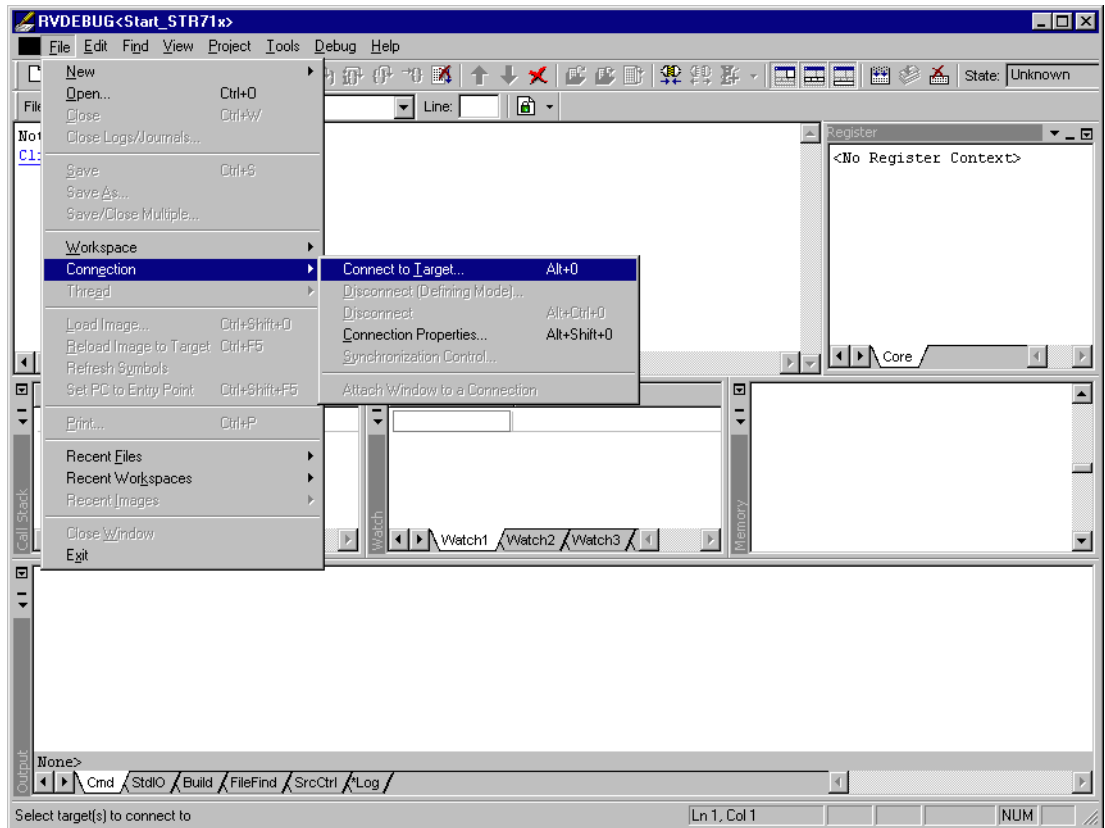 RVDEBUG<Start_STR71x>
File Edit Find View Project Tools Debug Help
State: Unknown
Line:
New
Open... Ctrl+O
Close Ctrl+W
Close Logs/Journals...
Save Ctrl+S
Save As...
Save/Close Multiple...
Workspace
Connection
Thread
Load Image... Ctrl+Shift+O
Reload Image to Target Ctrl+F5
Refresh Symbols
Set PC to Entry Point Ctrl+Shift+F5
Print... Ctrl+P
Recent Files
Recent Workspaces
Recent Images
Close Window
Exit
Connect to Target... Alt+0
Disconnect (Defining Mode)...
Disconnect Alt+Ctrl+0
Connection Properties... Alt+Shift+0
Synchronization Control...
Attach Window to a Connection
Register
<No Register Context>
Core
Call Stack
Watch
Watch1 Watch2 Watch3
Memory
Output
None>
Cmd StdIO Build FileFind SrcCtrl *Log
Select target(s) to connect to Ln 1, Col 1 NUM